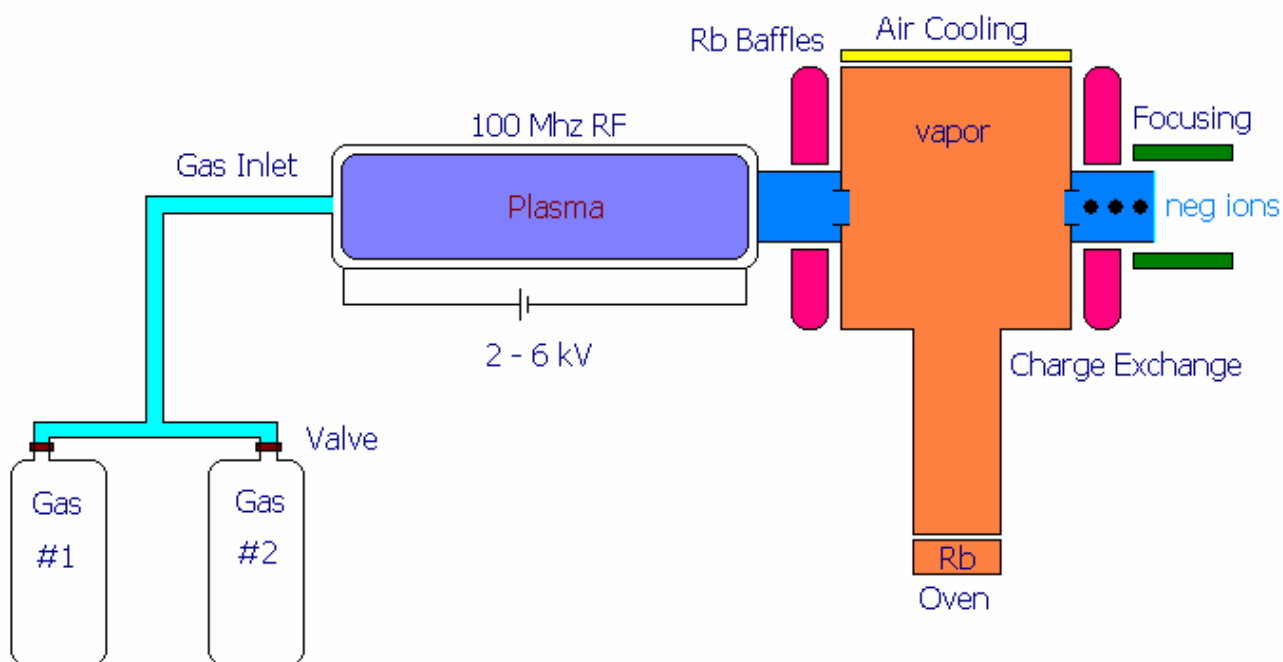 Air Cooling
Rb Baffles
100 Mhz RF
vapor
Focusing
Gas Inlet
Plasma
neg ions
2 - 6 kV
Charge Exchange
Valve
Gas
#1
Gas
#2
Rb
Oven